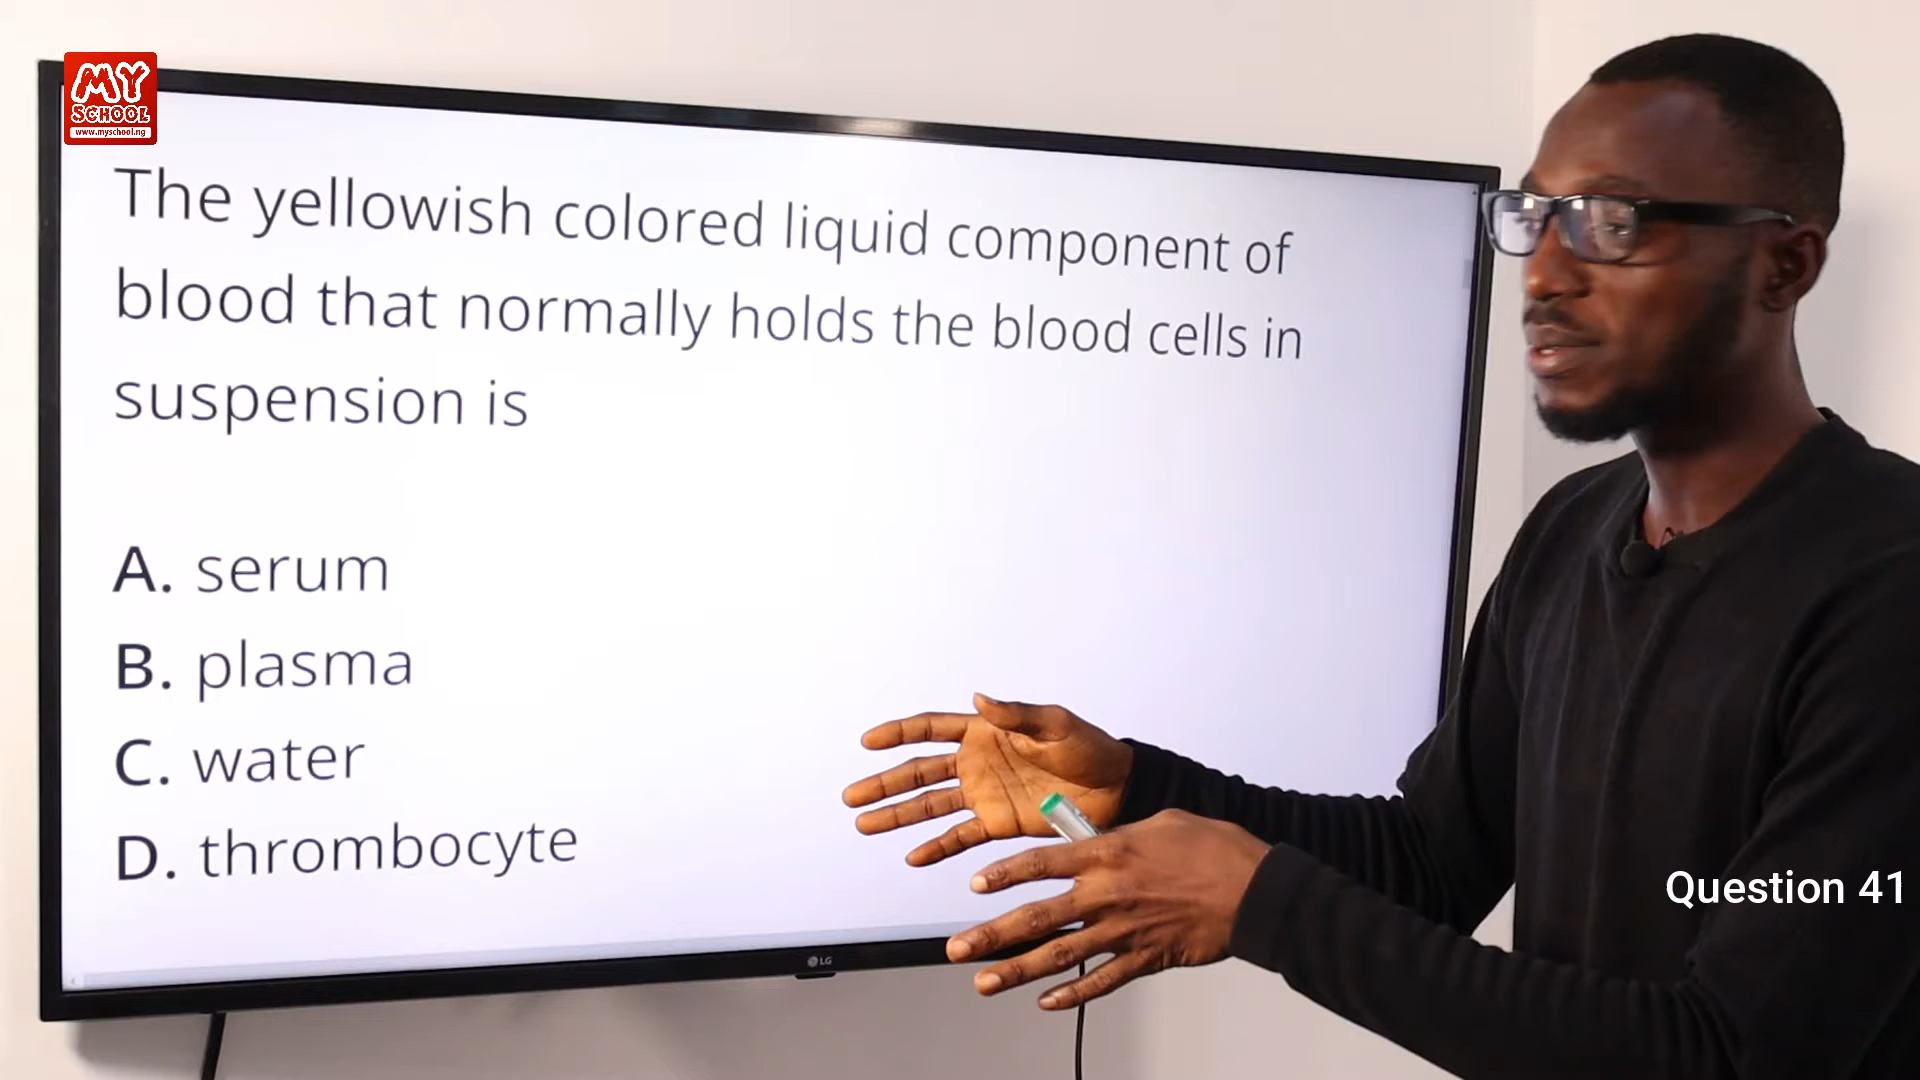 MY
SCHOOL
www.myschool.ng
The yellowish colored liquid component of
blood that normally holds the blood cells in
suspension is
A. serum
B. plasma
C. water
D. thrombocyte
LG
Question 41